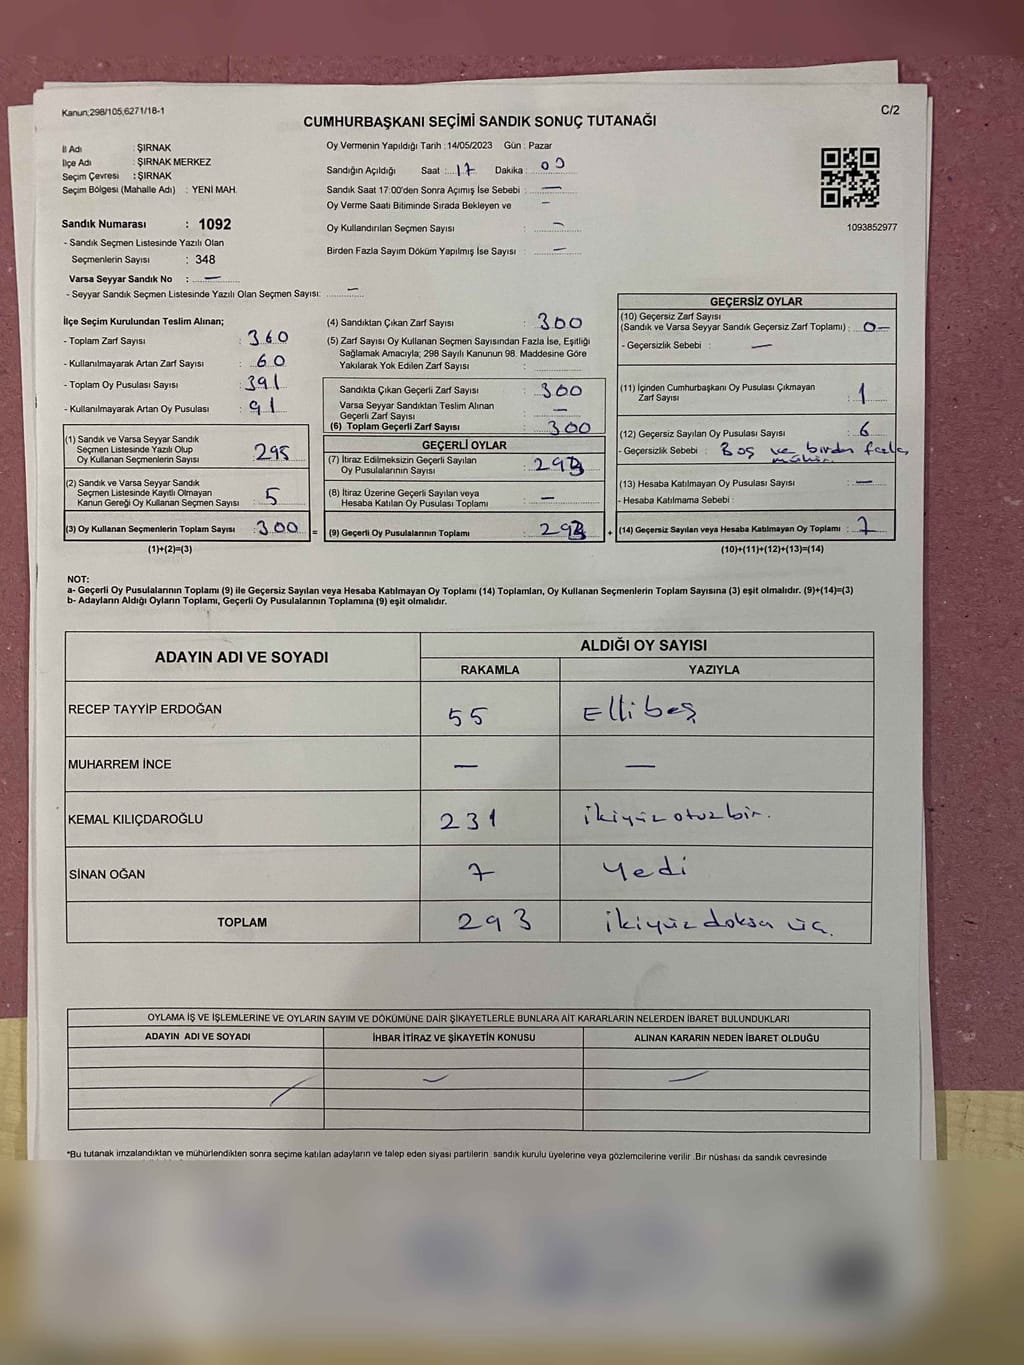 Kanun;298/105;6271/18-1
C/2
CUMHURBAŞKANI SEÇİMİ SANDIK SONUÇ TUTANAĞI
İl Adı : ŞIRNAK
İlçe Adı : ŞIRNAK MERKEZ
Seçim Çevresi : ŞIRNAK
Seçim Bölgesi (Mahalle Adı) : YENİ MAH.
Sandık Numarası : 1092
- Sandık Seçmen Listesinde Yazılı Olan
Seçmenlerin Sayısı : 348
Varsa Seyyar Sandık No : —
- Seyyar Sandık Seçmen Listesinde Yazılı Olan Seçmen Sayısı: —
Oy Vermenin Yapıldığı Tarih : 14/05/2023 Gün : Pazar
Sandığın Açıldığı Saat : 17 Dakika : 00
Sandık Saat 17:00'den Sonra Açımış İse Sebebi : —
Oy Verme Saati Bitiminde Sırada Bekleyen ve —
Oy Kullandırılan Seçmen Sayısı : —
Birden Fazla Sayım Döküm Yapılmış İse Sayısı : —
1093852977
İlçe Seçim Kurulundan Teslim Alınan;
- Toplam Zarf Sayısı : 360
- Kullanılmayarak Artan Zarf Sayısı : 60
- Toplam Oy Pusulası Sayısı : 391
- Kullanılmayarak Artan Oy Pusulası : 91
(1) Sandık ve Varsa Seyyar Sandık
Seçmen Listesinde Yazılı Olup
Oy Kullanan Seçmenlerin Sayısı : 295
(2) Sandık ve Varsa Seyyar Sandık
Seçmen Listesinde Kayıtlı Olmayan
Kanun Gereği Oy Kullanan Seçmen Sayısı : 5
(3) Oy Kullanan Seçmenlerin Toplam Sayısı : 300 =
(1)+(2)=(3)
(4) Sandıktan Çıkan Zarf Sayısı : 300
(5) Zarf Sayısı Oy Kullanan Seçmen Sayısından Fazla İse, Eşitliği
Sağlamak Amacıyla; 298 Sayılı Kanunun 98. Maddesine Göre
Yakılarak Yok Edilen Zarf Sayısı :
Sandıkta Çıkan Geçerli Zarf Sayısı : 300
Varsa Seyyar Sandıktan Teslim Alınan
Geçerli Zarf Sayısı : —
(6) Toplam Geçerli Zarf Sayısı : 300
GEÇERLİ OYLAR
(7) İtiraz Edilmeksizin Geçerli Sayılan
Oy Pusulalarının Sayısı : 293
(8) İtiraz Üzerine Geçerli Sayılan veya
Hesaba Katılan Oy Pusulası Toplamı : —
(9) Geçerli Oy Pusulalarının Toplamı : 293 +
GEÇERSİZ OYLAR
(10) Geçersiz Zarf Sayısı
(Sandık ve Varsa Seyyar Sandık Geçersiz Zarf Toplamı) : 0-
- Geçersizlik Sebebi : —
(11) İçinden Cumhurbaşkanı Oy Pusulası Çıkmayan
Zarf Sayısı : 1
(12) Geçersiz Sayılan Oy Pusulası Sayısı : 6
- Geçersizlik Sebebi : Boş ve birden fazla
mühür.
(13) Hesaba Katılmayan Oy Pusulası Sayısı : —
- Hesaba Katılmama Sebebi :
(14) Geçersiz Sayılan veya Hesaba Katılmayan Oy Toplamı : 7
(10)+(11)+(12)+(13)=(14)
NOT:
a- Geçerli Oy Pusulalarının Toplamı (9) ile Geçersiz Sayılan veya Hesaba Katılmayan Oy Toplamı (14) Toplamları, Oy Kullanan Seçmenlerin Toplam Sayısına (3) eşit olmalıdır. (9)+(14)=(3)
b- Adayların Aldığı Oyların Toplamı, Geçerli Oy Pusulalarının Toplamına (9) eşit olmalıdır.
ADAYIN ADI VE SOYADI
ALDIĞI OY SAYISI
RAKAMLA YAZIYLA
RECEP TAYYİP ERDOĞAN 55 Ellibeş
MUHARREM İNCE — —
KEMAL KILIÇDAROĞLU 231 ikiyüz otuzbir.
SİNAN OĞAN 7 Yedi
TOPLAM 293 ikiyüz doksa üç.
OYLAMA İŞ VE İŞLEMLERİNE VE OYLARIN SAYIM VE DÖKÜMÜNE DAİR ŞİKAYETLERLE BUNLARA AİT KARARLARIN NELERDEN İBARET BULUNDUKLARI
ADAYIN ADI VE SOYADI İHBAR İTİRAZ VE ŞİKAYETİN KONUSU ALINAN KARARIN NEDEN İBARET OLDUĞU
*Bu tutanak imzalandıktan ve mühürlendikten sonra seçime katılan adayların ve talep eden siyasi partilerin sandık kurulu üyelerine veya gözlemcilerine verilir .Bir nüshası da sandık çevresinde